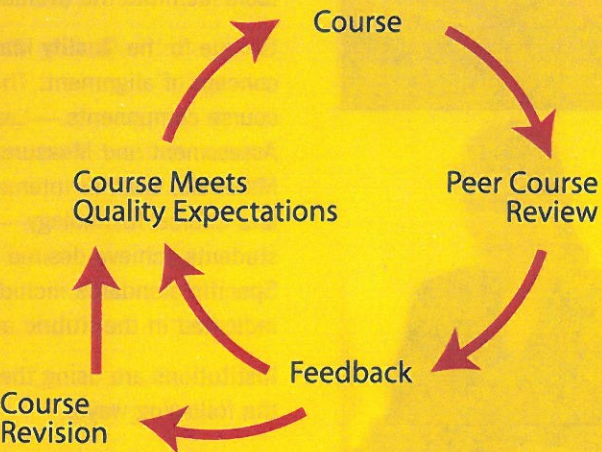 Course
Peer Course
Review
Feedback
Course
Revision
Course Meets
Quality Expectations